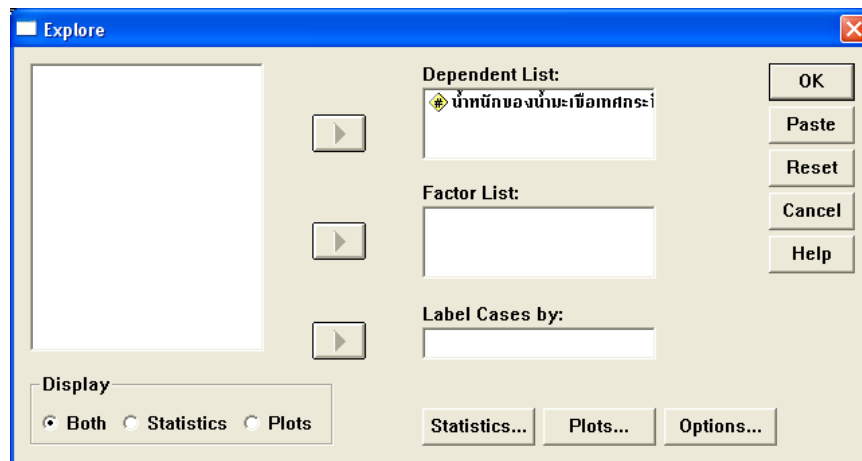 Explore
Dependent List:
น้ำหนักของน้ำมะเขือเทศกระป
Factor List:
Label Cases by:
OK
Paste
Reset
Cancel
Help
Display
Both Statistics Plots
Statistics... Plots... Options...